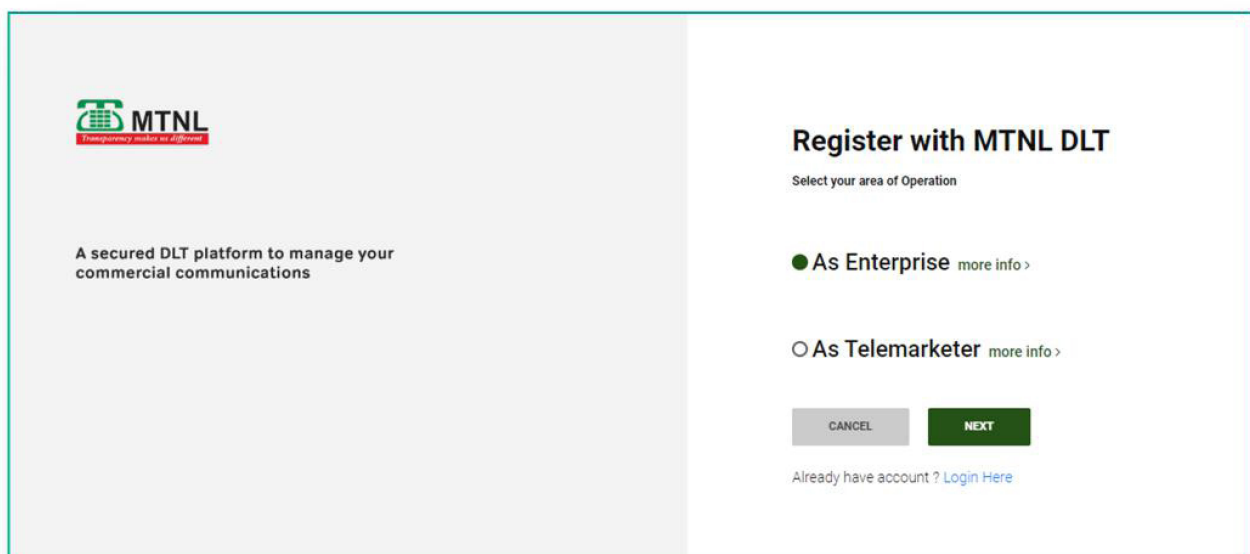 MTNL
Transparency makes us different
A secured DLT platform to manage your
commercial communications
Register with MTNL DLT
Select your area of Operation
As Enterprise more info >
As Telemarketer more info >
CANCEL NEXT
Already have account ? Login Here